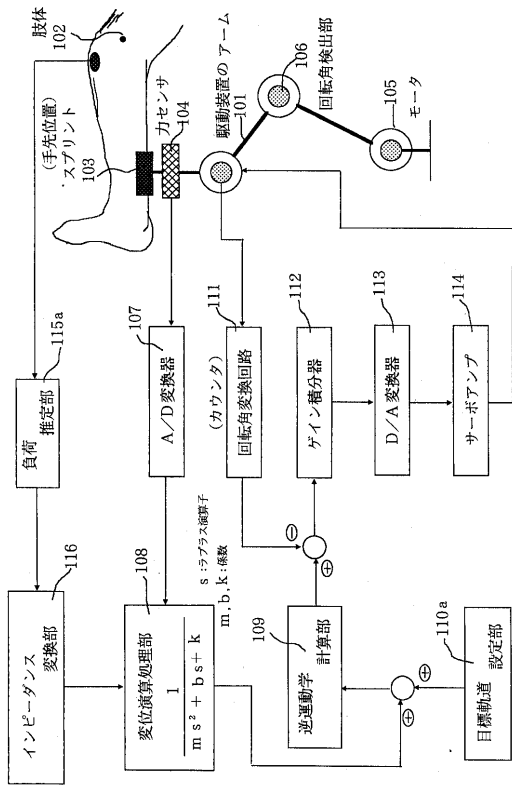 肢体
102
(手先位置)
スプリント
103
力センサ
104
駆動装置のアーム
101
106
回転角検出部
105
モータ
115a
負荷
推定部
107
A/D変換器
(カウンタ)
111
回転角変換回路
112
ゲイン積分器
113
D/A変換器
114
サーボアンプ
116
インピーダンス
変換部
108
変位演算処理部
1
ms² + bs + k
s:ラプラス演算子
m,b,k:係数
109
逆運動学
計算部
110a
目標軌道
設定部
⊖
⊕
⊕
⊕